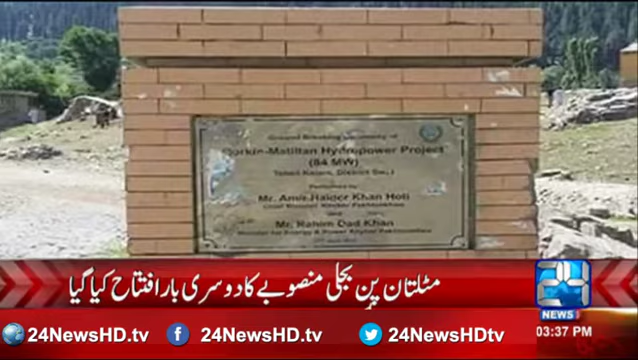 Ground Breaking Ceremony of
Gorkin-Matiltan Hydropower Project
(84 MW)
Tehsil Kalam, District Swat
Performed by
Mr. Amir Haider Khan Hoti
Chief Minister Khyber Pakhtunkhwa
and
Mr. Rahim Dad Khan
Minister for Energy & Power Khyber Pakhtunkhwa
مٹلتان پن بجلی منصوبے کا دوسری بار افتتاح کیا گیا
24
NEWS
03:37 PM
24NewsHD.tv
24NewsHD.tv
24NewsHDtv